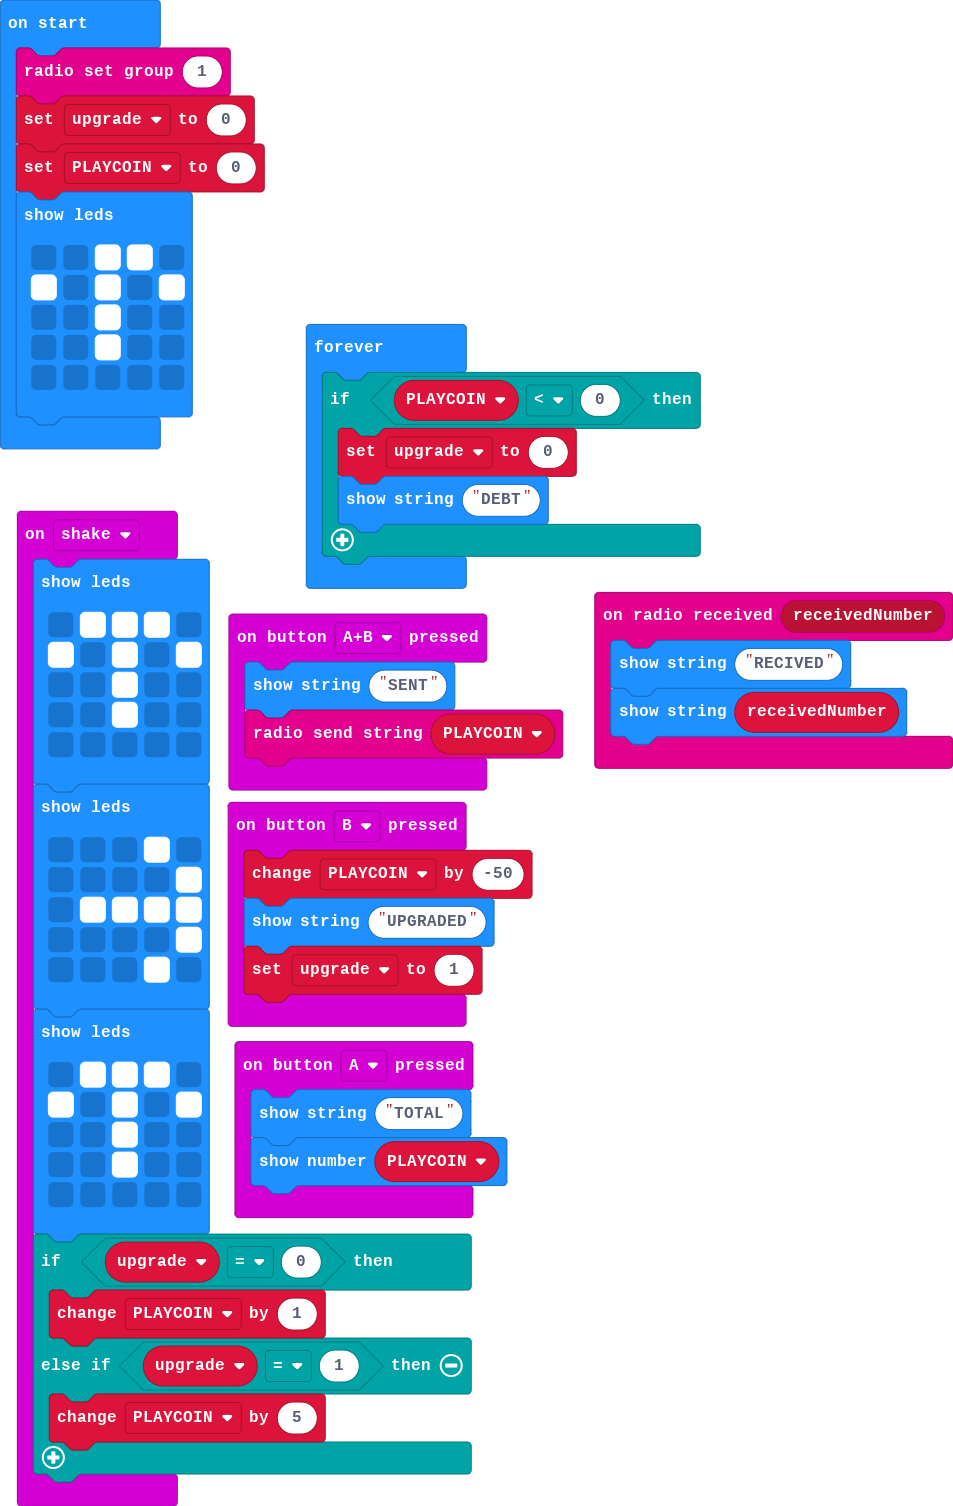 on start
radio set group 1
set upgrade to 0
set PLAYCOIN to 0
show leds
forever
if PLAYCOIN < 0 then
set upgrade to 0
show string "DEBT"
on shake
show leds
show leds
show leds
if upgrade = 0 then
change PLAYCOIN by 1
else if upgrade = 1 then
change PLAYCOIN by 5
on button A+B pressed
show string "SENT"
radio send string PLAYCOIN
on button B pressed
change PLAYCOIN by -50
show string "UPGRADED"
set upgrade to 1
on button A pressed
show string "TOTAL"
show number PLAYCOIN
on radio received receivedNumber
show string "RECIVED"
show string receivedNumber